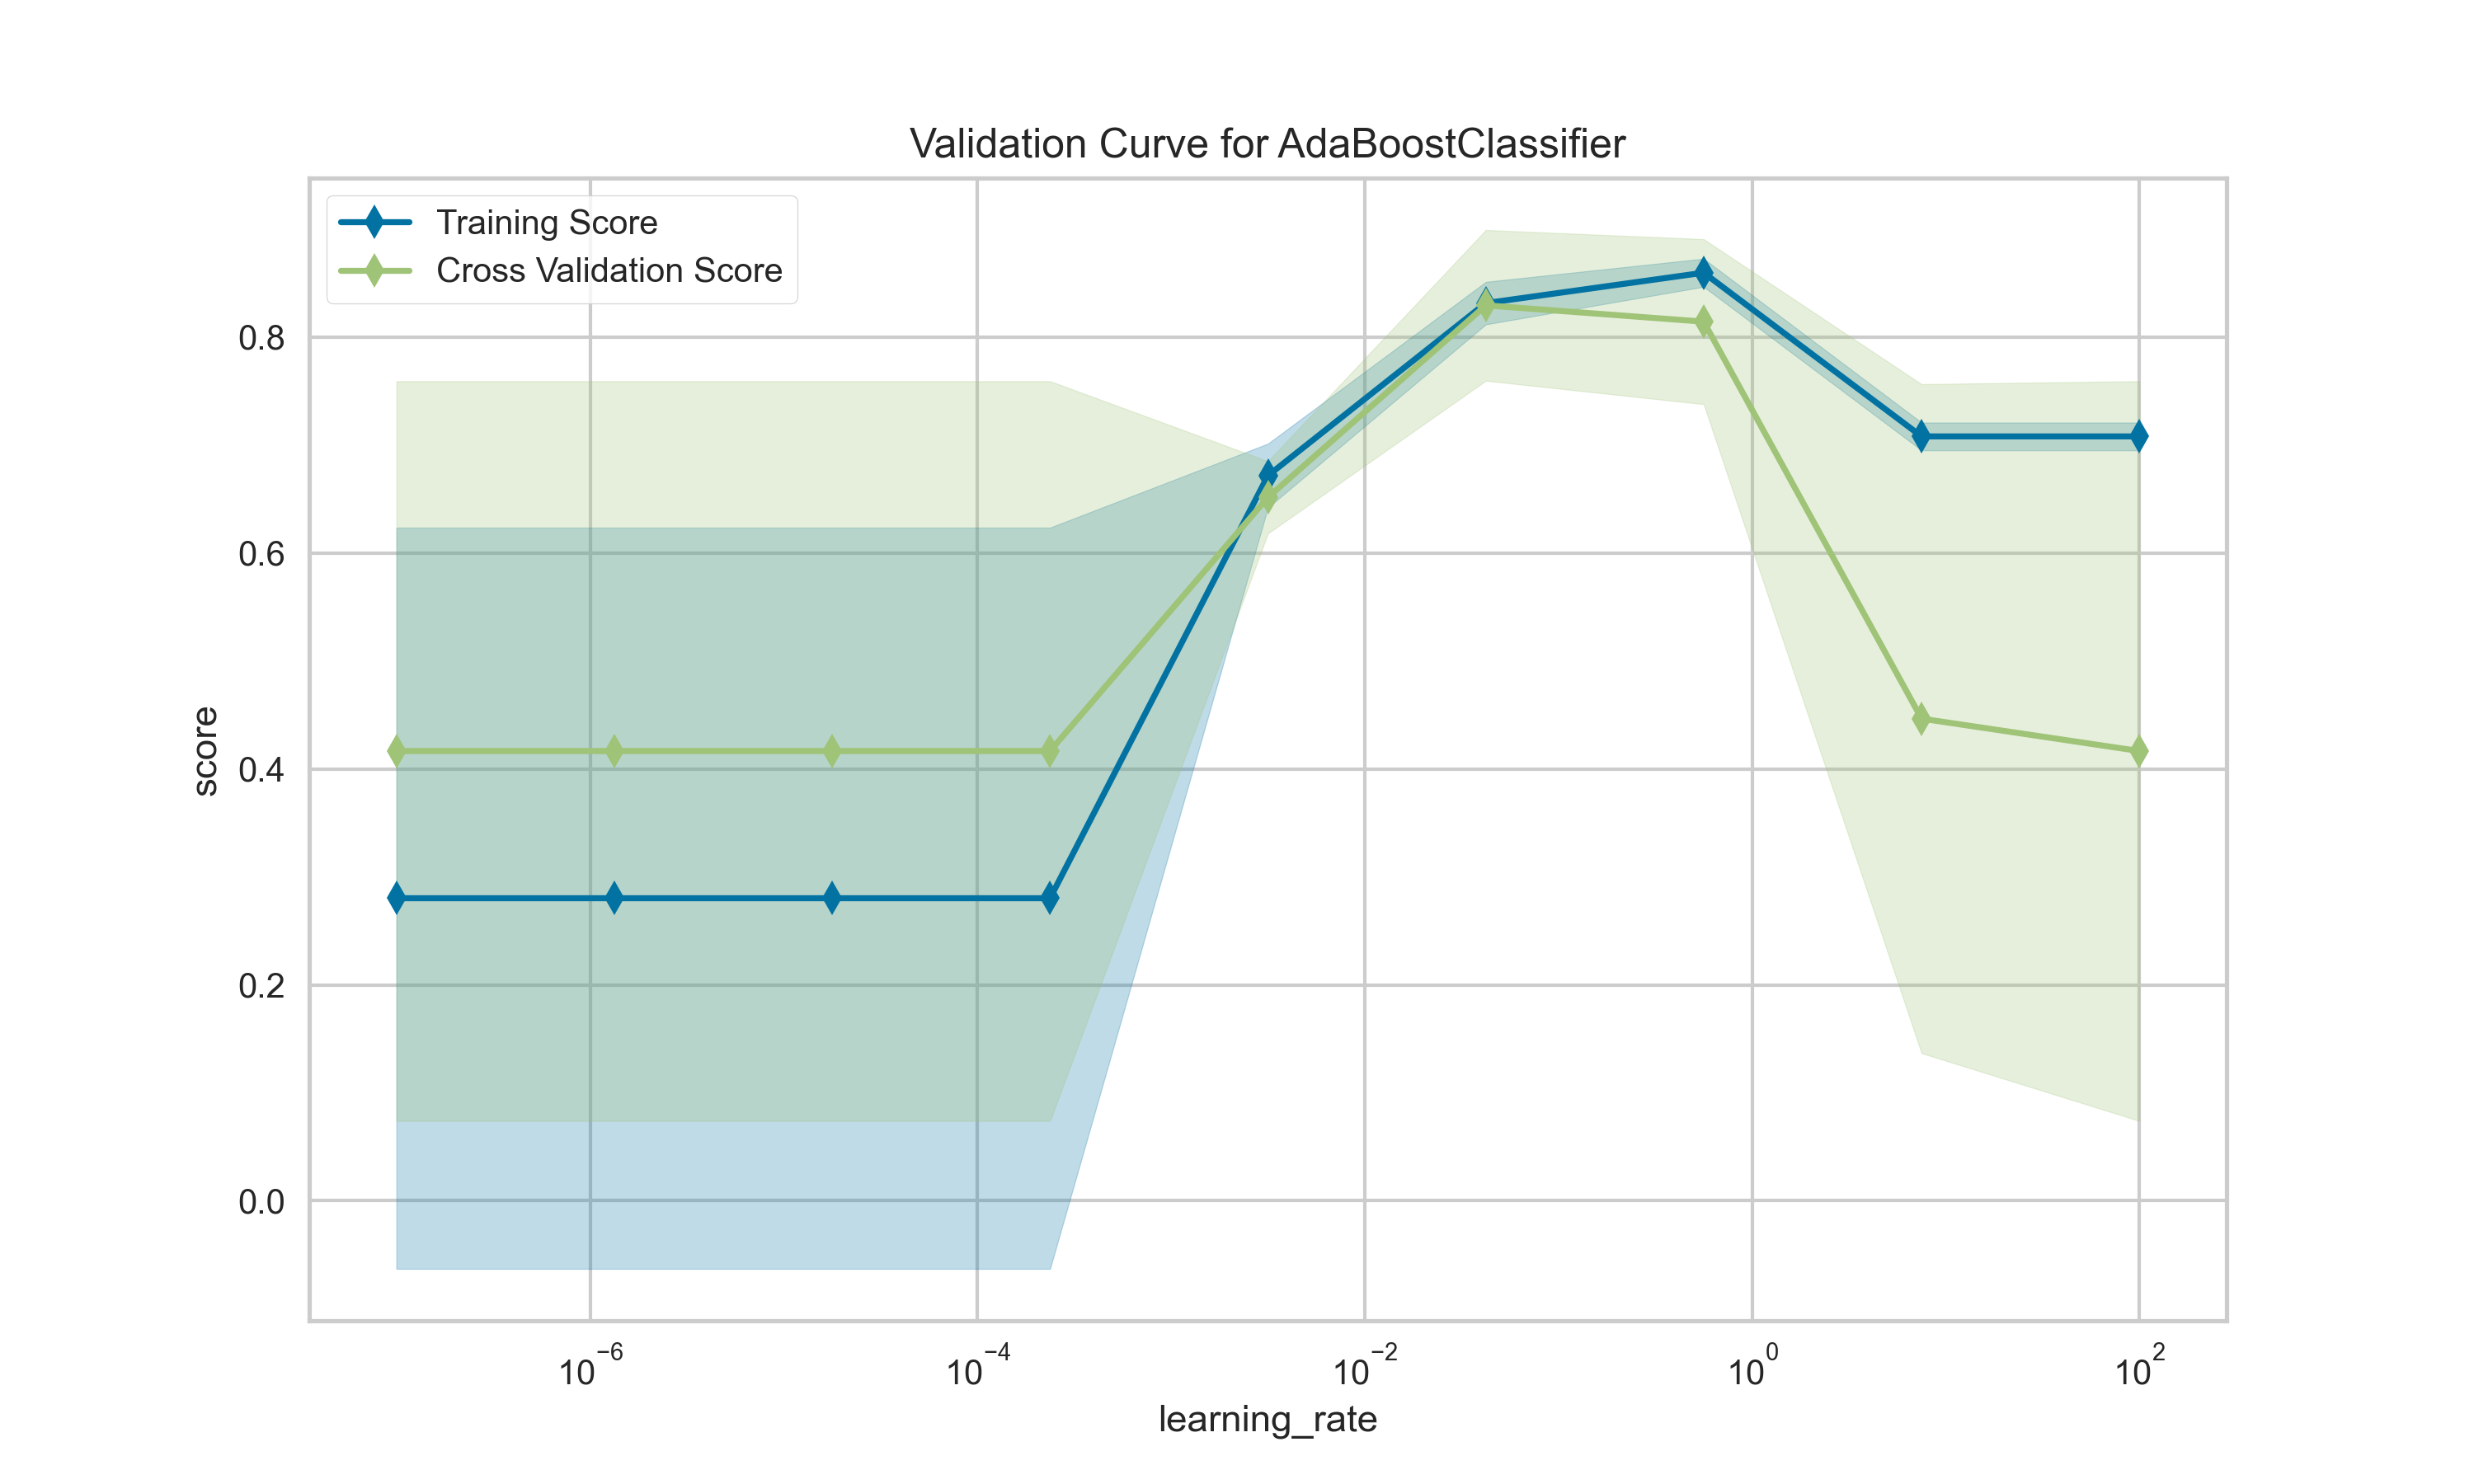 Validation Curve for AdaBoostClassifier
Training Score
Cross Validation Score
0.8
0.6
0.4
0.2
0.0
score
10⁻⁶ 10⁻⁴ 10⁻² 10⁰ 10²
learning_rate